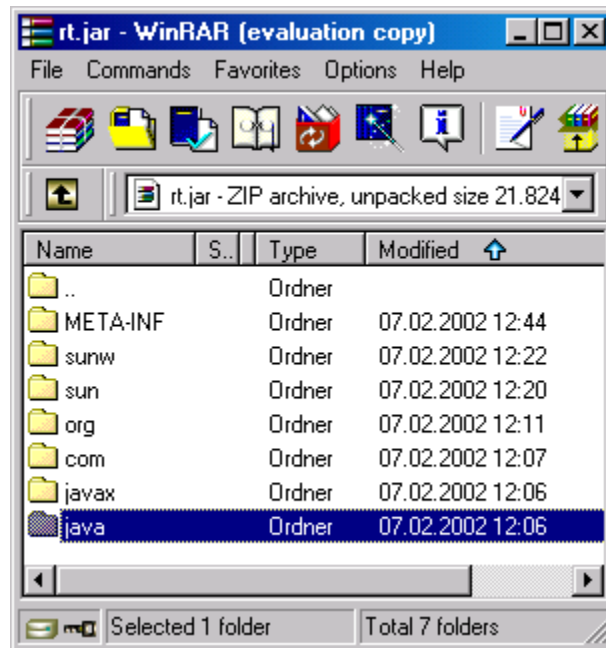 rt.jar - WinRAR (evaluation copy)
File Commands Favorites Options Help
rt.jar - ZIP archive, unpacked size 21.824
Name S.. Type Modified
.. Ordner
META-INF Ordner 07.02.2002 12:44
sunw Ordner 07.02.2002 12:22
sun Ordner 07.02.2002 12:20
org Ordner 07.02.2002 12:11
com Ordner 07.02.2002 12:07
javax Ordner 07.02.2002 12:06
java Ordner 07.02.2002 12:06
Selected 1 folder Total 7 folders